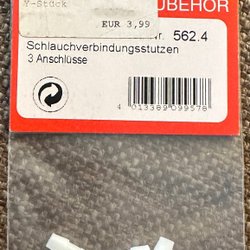 Y-Stück
ZUBEHÖR
EUR 3,99
Nr. 562.4
Schlauchverbindungsstutzen
3 Anschlüsse
4 013389 099578